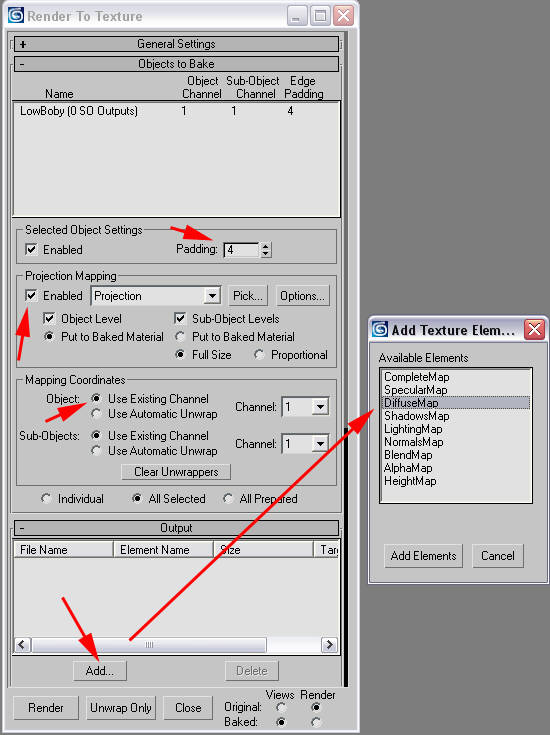 Render To Texture
+ General Settings
- Objects to Bake
Object Sub-Object Edge
Name Channel Channel Padding
LowBoby (0 SO Outputs) 1 1 4
Selected Object Settings
Enabled Padding: 4
Projection Mapping
Enabled Projection Pick... Options...
Object Level Sub-Object Levels
Put to Baked Material Put to Baked Material
Full Size Proportional
Mapping Coordinates
Object: Use Existing Channel
Use Automatic Unwrap Channel: 1
Sub-Objects: Use Existing Channel
Use Automatic Unwrap Channel: 1
Clear Unwrappers
Individual All Selected All Prepared
- Output
File Name Element Name Size Targ
Add... Delete
Render Unwrap Only Close
Views Render
Original:
Baked:
Add Texture Elem...
Available Elements
CompleteMap
SpecularMap
DiffuseMap
ShadowsMap
LightingMap
NormalsMap
BlendMap
AlphaMap
HeightMap
Add Elements Cancel